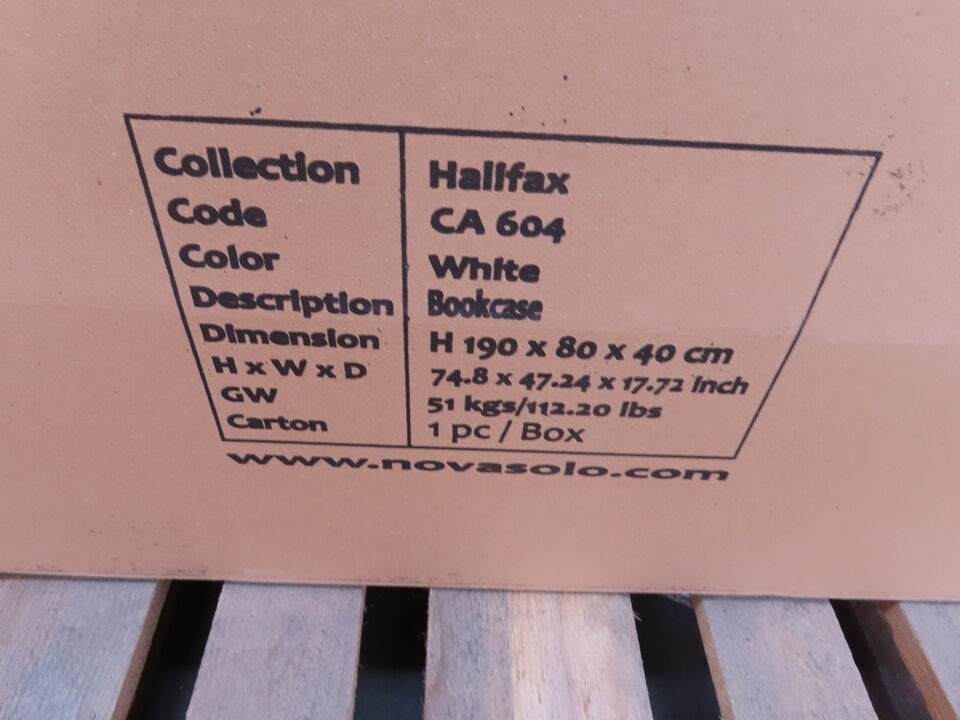 Collection Halifax
Code CA 604
Color White
Description Bookcase
Dimension H 190 x 80 x 40 cm
H x W x D 74.8 x 47.24 x 17.72 Inch
GW 51 kgs/112.20 lbs
Carton 1 pc / Box
www.novasolo.com